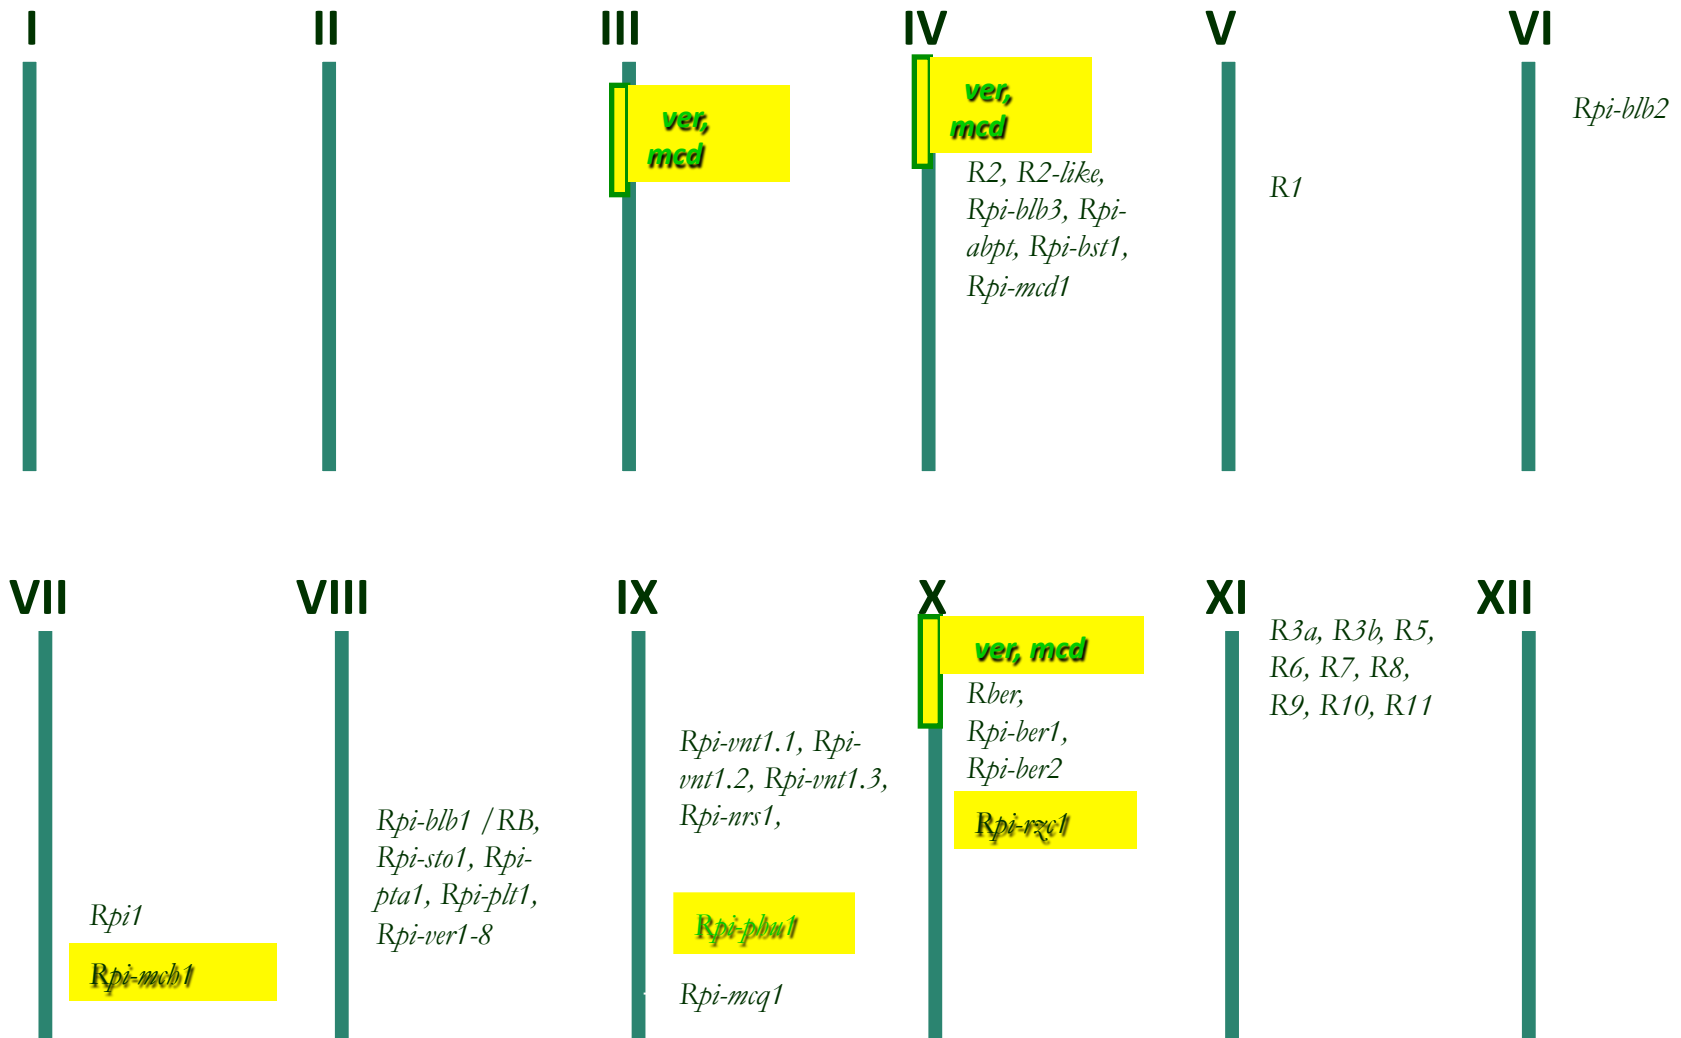 I
II
III
IV
V
VI
ver,
mcd
ver,
mcd
R2, R2-like,
Rpi-blb3, Rpi-
abpt, Rpi-bst1,
Rpi-mcd1
R1
Rpi-blb2
VII
VIII
IX
X
XI
XII
Rpi1
Rpi-mch1
Rpi-blb1 /RB,
Rpi-sto1, Rpi-
pta1, Rpi-plt1,
Rpi-ver1-8
Rpi-vnt1.1, Rpi-
vnt1.2, Rpi-vnt1.3,
Rpi-nrs1,
Rpi-phu1
Rpi-mcq1
ver, mcd
Rber,
Rpi-ber1,
Rpi-ber2
Rpi-rzc1
R3a, R3b, R5,
R6, R7, R8,
R9, R10, R11